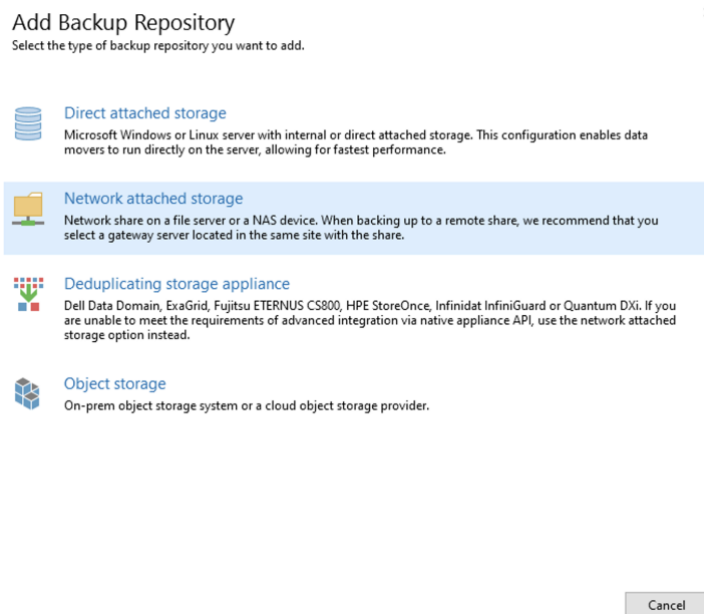 Add Backup Repository
Select the type of backup repository you want to add.
Direct attached storage
Microsoft Windows or Linux server with internal or direct attached storage. This configuration enables data
movers to run directly on the server, allowing for fastest performance.
Network attached storage
Network share on a file server or a NAS device. When backing up to a remote share, we recommend that you
select a gateway server located in the same site with the share.
Deduplicating storage appliance
Dell Data Domain, ExaGrid, Fujitsu ETERNUS CS800, HPE StoreOnce, Infinidat InfiniGuard or Quantum DXi. If you
are unable to meet the requirements of advanced integration via native appliance API, use the network attached
storage option instead.
Object storage
On-prem object storage system or a cloud object storage provider.
Cancel